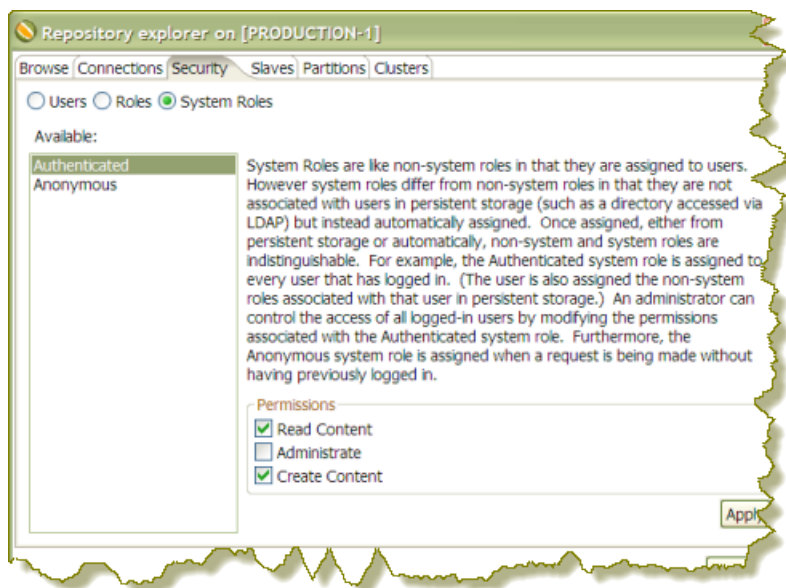 Repository explorer on [PRODUCTION-1]
Browse Connections Security Slaves Partitions Clusters
Users Roles System Roles
Available:
Authenticated
Anonymous
System Roles are like non-system roles in that they are assigned to users.
However system roles differ from non-system roles in that they are not
associated with users in persistent storage (such as a directory accessed via
LDAP) but instead automatically assigned. Once assigned, either from
persistent storage or automatically, non-system and system roles are
indistinguishable. For example, the Authenticated system role is assigned to
every user that has logged in. (The user is also assigned the non-system
roles associated with that user in persistent storage.) An administrator can
control the access of all logged-in users by modifying the permissions
associated with the Authenticated system role. Furthermore, the
Anonymous system role is assigned when a request is being made without
having previously logged in.
Permissions
Read Content
Administrate
Create Content
Apply